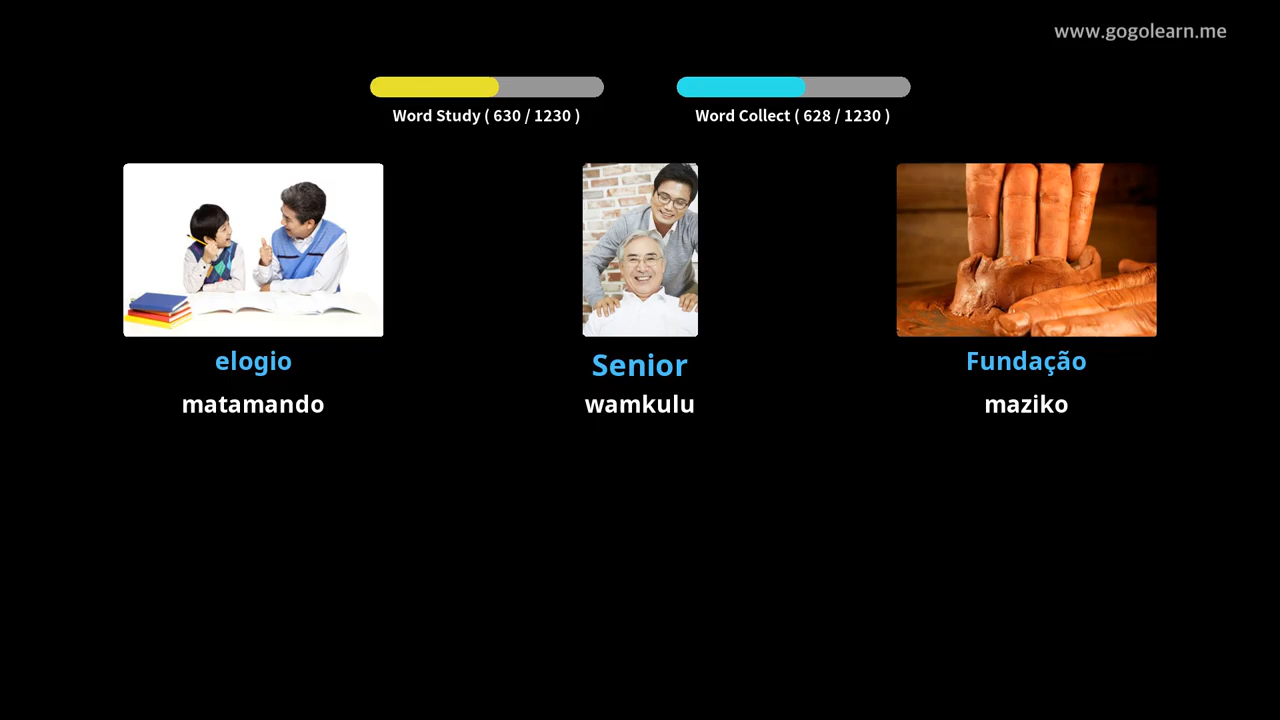 www.gogolearn.me
Word Study ( 630 / 1230 )
Word Collect ( 628 / 1230 )
elogio
Senior
Fundação
matamando
wamkulu
maziko